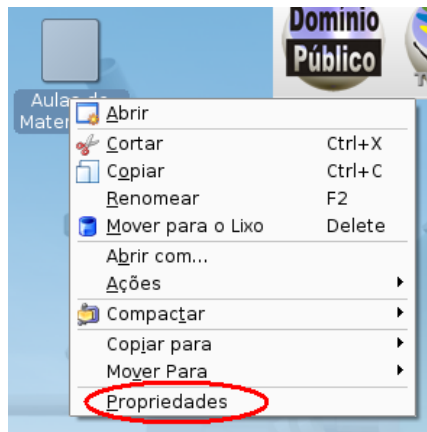 Domínio
Público
Aulas de
Mater
Abrir
Cortar Ctrl+X
Copiar Ctrl+C
Renomear F2
Mover para o Lixo Delete
Abrir com...
Ações
Compactar
Copiar para
Mover Para
Propriedades